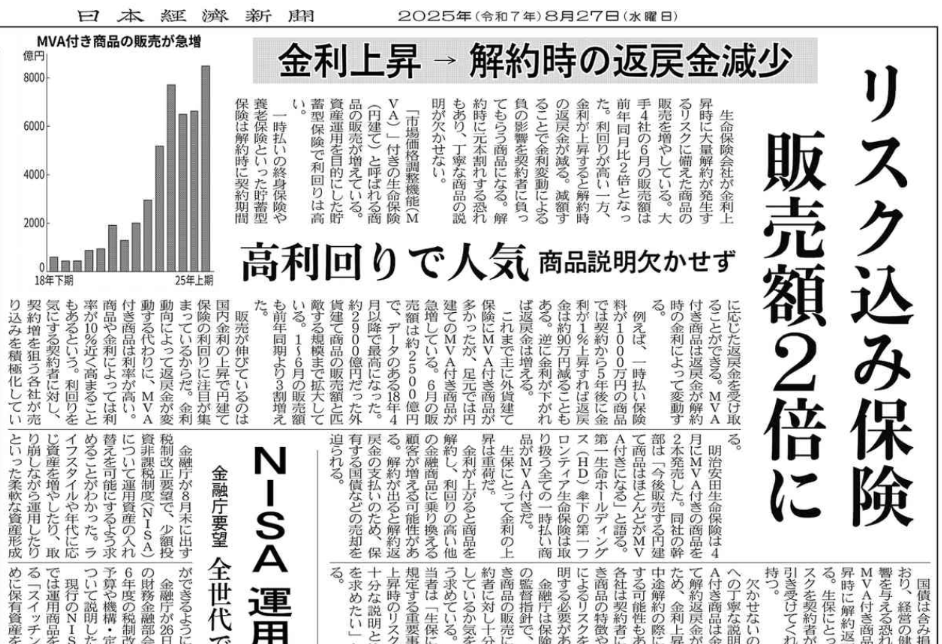 日本経済新聞
2025年(令和7年)8月27日(水曜日)
リスク込み保険
販売額2倍に
金利上昇→解約時の返戻金減少
高利回りで人気
商品説明欠かせず
MVA付き商品の販売が急増
億円
8000
6000
4000
2000
0
18年下期
25年上期
生命保険会社が金利上
昇時に大量解約が発生す
るリスクに備えた商品の
販売を増やしている。大
手4社の6月の販売額は
前年同月比2倍となっ
た。利回りが高い一方、
金利が上昇すると解約時
の返戻金が減る。減額す
ることで金利変動による
負の影響を契約者に負っ
てもらう商品になる。解
約時に元本割れする恐れ
もあり、丁寧な商品の説
明が欠かせない。
「市場価格調整機能(M
VA)」付きの生命保険
(円建て)と呼ばれる商
品の販売が増えている。
資産運用を目的にした貯
蓄型保険で利回りは高
い。
一時払いの終身保険や
養老保険といった貯蓄型
保険は解約時に契約期間
に応じた返戻金を受け取
ることができる。MVA
付き商品は返戻金が解約
時の金利によって変動す
る。
例えば、一時払い保険
料が1000万円の商品
では契約から5年後に金
利が1%上昇すれば返戻
金は約90万円減ることも
ある。逆に金利が下がれ
ば返戻金は増える。
これまで主に外貨建て
保険にMVA付き商品が
多かったが、足元では円
建てのMVA付き商品が
急増している。6月の販
売額は約2500億円
で、データのある18年4
月以降で最高になった。
約2900億円だった外
貨建て商品の販売額と匹
敵する規模まで拡大して
いる。1〜6月の販売額
も前年同期より3割増え
た。
販売が伸びているのは
国内金利の上昇で円建て
保険の利回りに注目が集
まっているからだ。金利
動向によって返戻金が変
動する代わりに、MVA
付き商品は利率が高い。
商品や金利によっては利
率が10%近く高まること
もあるという。利回りを
気にする契約者に対し、
契約増を狙う各社が売
り込みを積極化してい
る。
明治安田生命保険は4
月にMVA付きの商品を
2本発売した。同社の幹
部は「今後販売する円建
て商品はほとんどがMV
A付きになる」と語る。
第一生命ホールディング
ス(HD)傘下の第一フ
ロンティア生命保険は取
り扱う全ての一時払い商
品がMVA付きだ。
生保にとって金利の上
昇は重荷だ。
金利が上がると商品を
解約し、利回りの高い他
の金融商品に乗り換える
顧客が増える可能性があ
る。解約が出ると解約返
戻金の支払いのため、保
有する国債などの売却を
迫られる。
国債は含み損
おり、経営の健
響を与える恐れ
昇時に解約し
スクを契約者が
る。生保にと
引き受けてくれ
持つ。
欠かせないの
への丁寧な説明
A付き商品は
て解約返戻金
ため、金利上昇
中途解約の際に
する可能性もあ
各社は契約者に
き商品の特徴
によるリスクを
明する必要があ
金融庁は保険
の監督指針で、
き商品の販売に
約者に対し十分
しているか気を
う求めている。
当者は「生保に
規定する重要事
上昇時のリスク
十分な説明と
を求めたい」
る。
NISA 運用
金融庁要望 全世代で
金融庁が8月末に出す
税制改正要望で、少額投
資非課税制度(NISA)
について運用資産の入れ
替えを可能にするよう求
めることがわかった。ラ
イフスタイルや年代に応
じ資産を増やしたり、取
り崩しながら運用したり
といった柔軟な資産形成
ができるように
金融庁が26日
の財務金融部会
6年度の税制改
予算や機構・定
ついて説明した
現行のNIS
では運用商品を
る「スイッチン
めに保有資産を